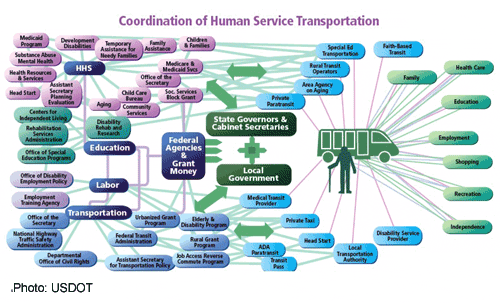 Coordination of Human Service Transportation
Medicaid
Program
Development
Disabilities
Temporary
Assistance for
Needy Families
Family
Assistance
Children
& Families
Substance Abuse
Mental Health
HHS
Medicare &
Medicaid Svcs
Health Resources
& Services
Office of the
Secretary
Head Start
Assistant
Secretary
Planning
Evaluation
Child Care
Bureau
Soc. Services
Block Grant
Aging
Community
Services
Centers for
Independent Living
Disability
Rehab and
Research
Rehabilitation
Services
Administration
Education
Office of Special
Education Programs
Office of Disability
Employment Policy
Labor
Employment
Training Agency
Transportation
Office of the
Secretary
National Highway
Traffic Safety
Administration
Departmental
Office of Civil Rights
Urbanized Grant
Program
Federal Transit
Administration
Assistant Secretary
for Transportation Policy
Elderly &
Disability Program
Rural Grant
Program
Job Access Reverse
Commute Program
Federal
Agencies &
Grant
Money
State Governors &
Cabinet Secretaries
Local
Government
Special Ed
Transportation
Faith-Based
Transit
Rural Transit
Operators
Area Agency
on Aging
Private
Paratransit
Medical Transit
Provider
Private Taxi
ADA
Paratransit
Head Start
Transit
Pass
Local
Transportation
Authority
Disability Service
Provider
Family
Health Care
Education
Employment
Shopping
Recreation
Independence
.Photo: USDOT